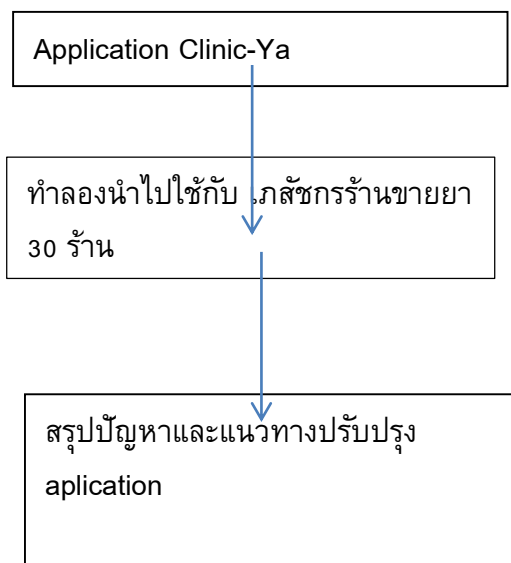 Application Clinic-Ya
ทำลองนำไปใช้กับ เภสัชกรร้านขายยา
30 ร้าน
สรุปปัญหาและแนวทางปรับปรุง
aplication